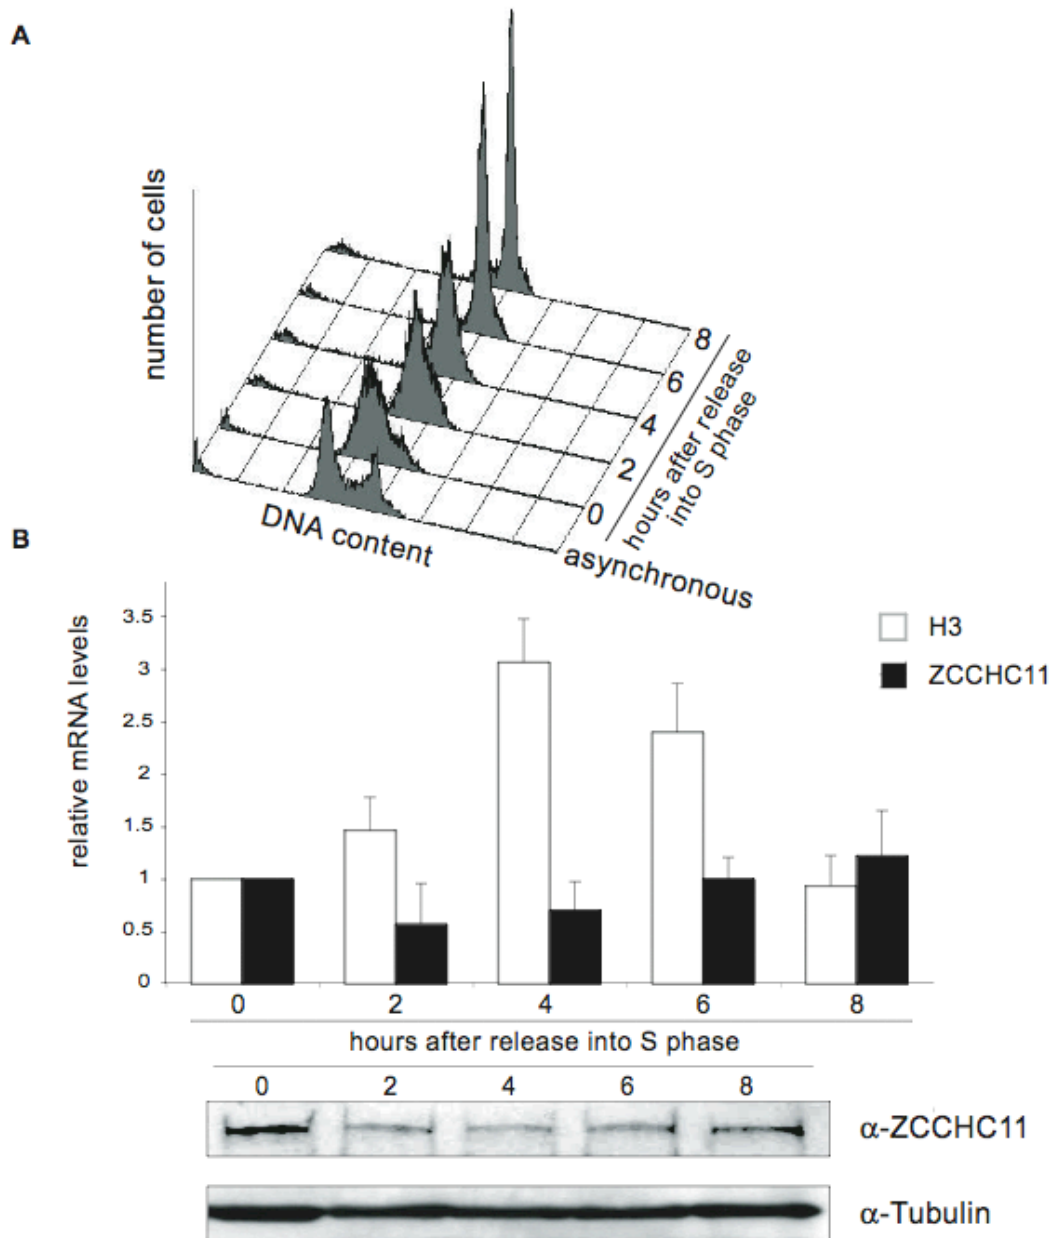 A
number of cells
DNA content
asynchronous
0
2
4
6
8
hours after release
into S phase
B
relative mRNA levels
3.5
3
2.5
2
1.5
1
0.5
0
H3
ZCCHC11
0 2 4 6 8
hours after release into S phase
0 2 4 6 8
α-ZCCHC11
α-Tubulin